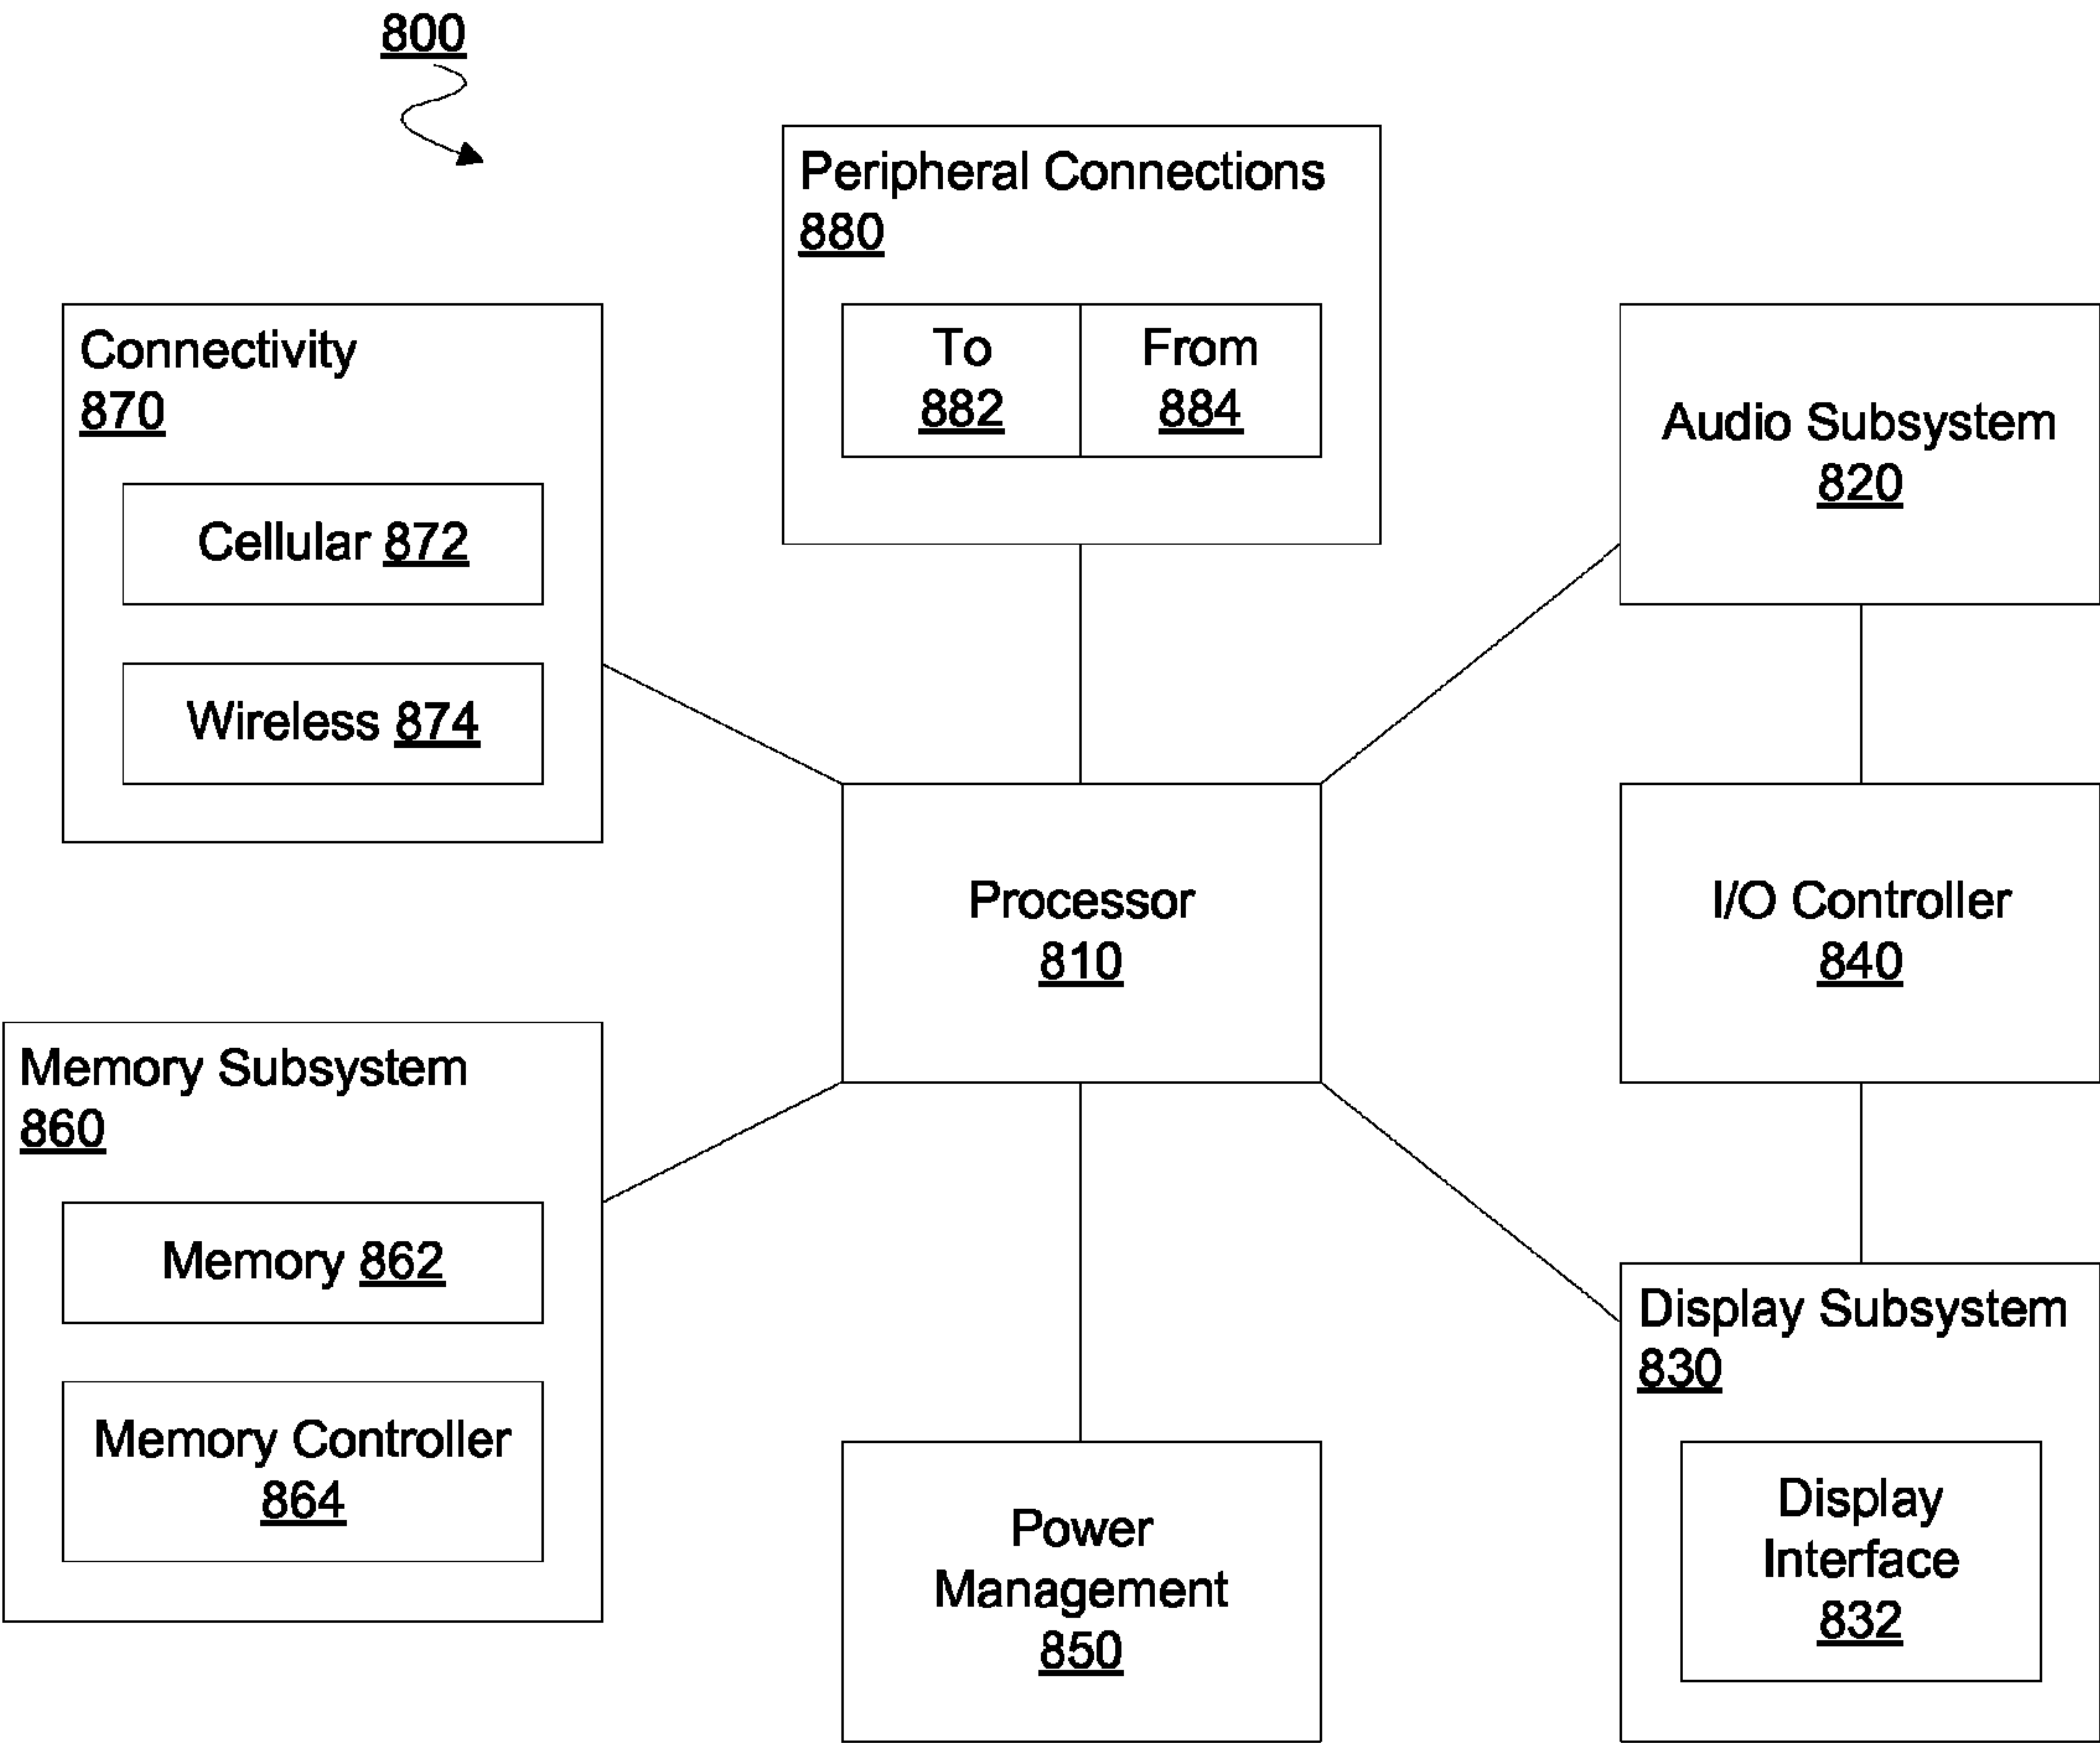 800
Peripheral Connections
880
To
882
From
884
Connectivity
870
Cellular 872
Wireless 874
Audio Subsystem
820
Processor
810
I/O Controller
840
Memory Subsystem
860
Memory 862
Memory Controller
864
Power
Management
850
Display Subsystem
830
Display
Interface
832